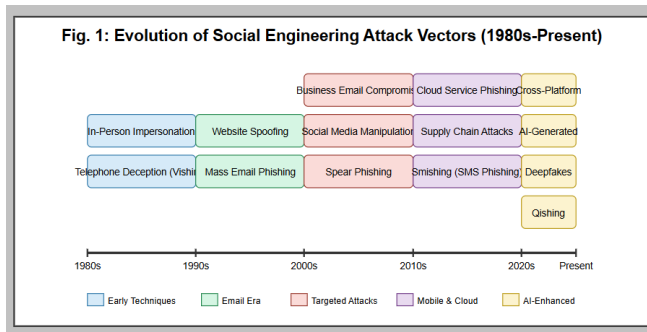 Fig. 1: Evolution of Social Engineering Attack Vectors (1980s-Present)
Business Email Compromis Cloud Service Phishing Cross-Platform
In-Person Impersonation Website Spoofing Social Media Manipulation Supply Chain Attacks AI-Generated
Telephone Deception (Vishin Mass Email Phishing Spear Phishing Smishing (SMS Phishing) Deepfakes
Qishing
1980s 1990s 2000s 2010s 2020s Present
Early Techniques Email Era Targeted Attacks Mobile & Cloud AI-Enhanced